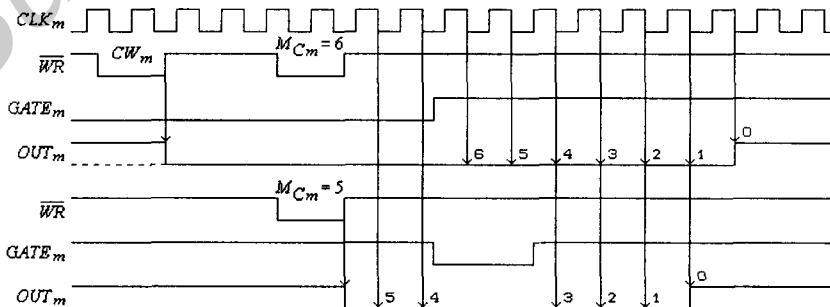 CLKm
WR CWm MCm = 6
GATEm
OUTm 0
6 5 4 3 2 1
WR MCm = 5
GATEm
0
OUTm 5 4 3 2 1